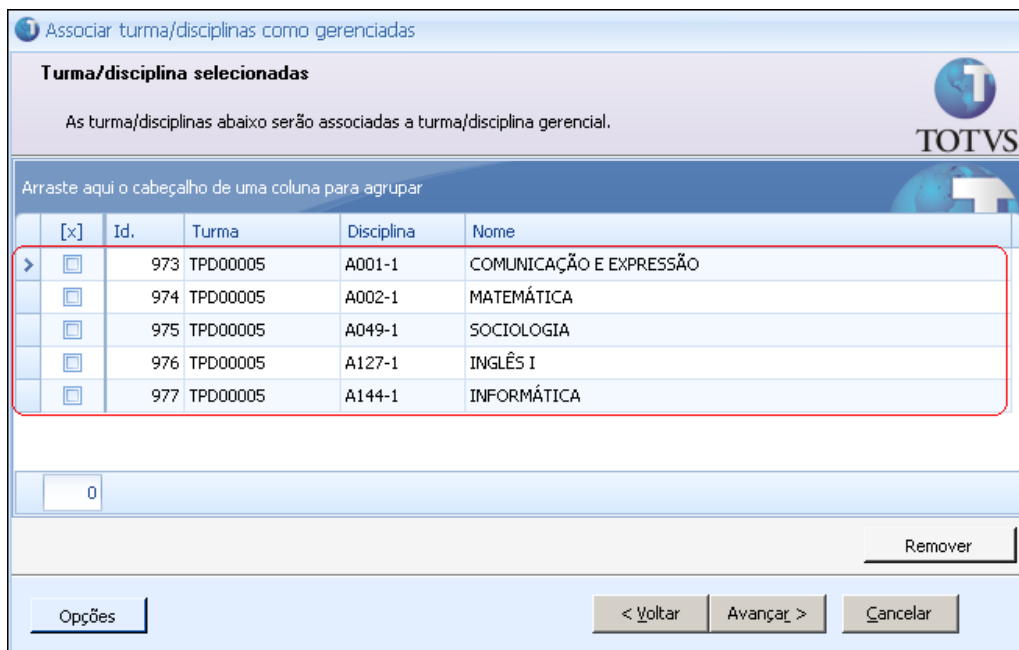 Associar turma/disciplinas como gerenciadas
Turma/disciplina selecionadas
As turma/disciplinas abaixo serão associadas a turma/disciplina gerencial.
TOTVS
Arraste aqui o cabeçalho de uma coluna para agrupar
[x] Id. Turma Disciplina Nome
973 TPD00005 A001-1 COMUNICAÇÃO E EXPRESSÃO
974 TPD00005 A002-1 MATEMÁTICA
975 TPD00005 A049-1 SOCIOLOGIA
976 TPD00005 A127-1 INGLÊS I
977 TPD00005 A144-1 INFORMÁTICA
0
Remover
Opções < Voltar Avançar > Cancelar